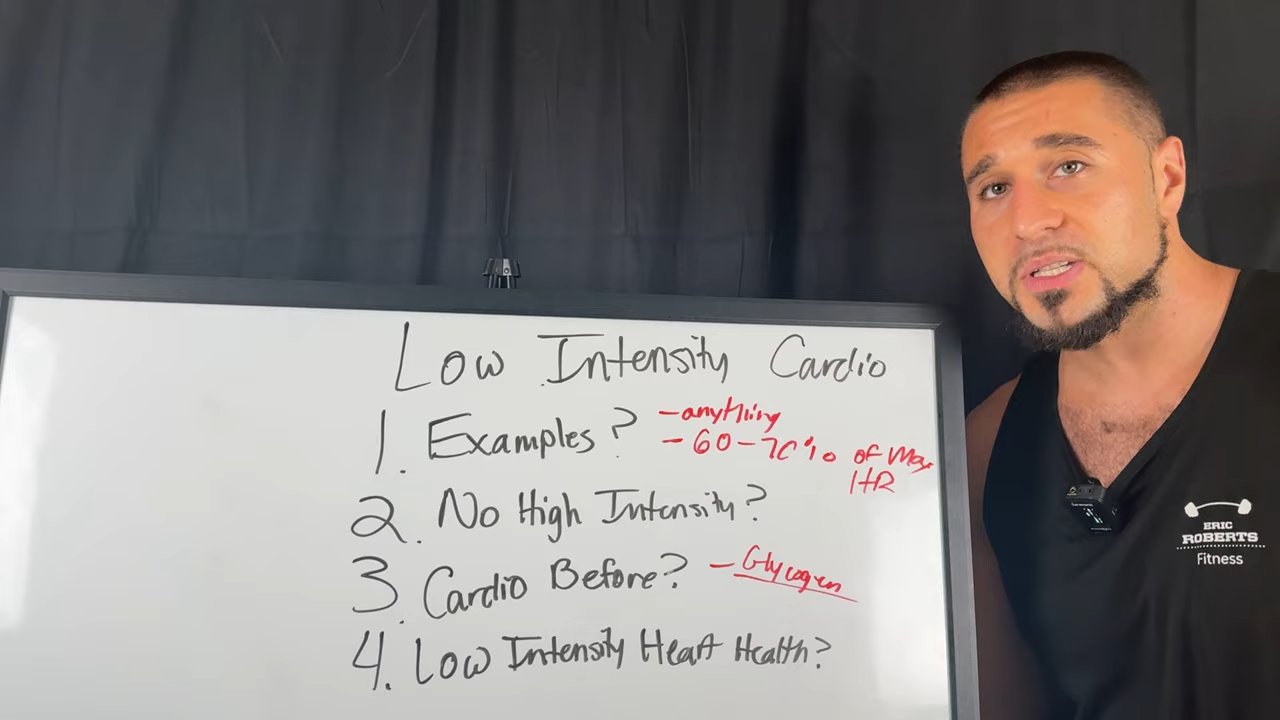 Low Intensity Cardio
1. Examples? - anything
- 60-70% of Max
HR
2. No High Intensity?
3. Cardio Before? - Glycogen
4. Low Intensity Heart Health?
ERIC
ROBERTS
Fitness